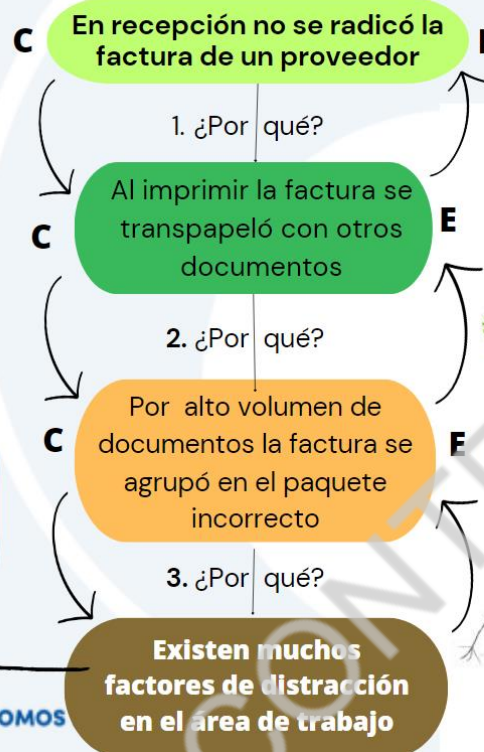 C
En recepción no se radicó la
factura de un proveedor
1. ¿Por qué?
Al imprimir la factura se
transpapeló con otros
documentos
C
E
2. ¿Por qué?
Por alto volumen de
documentos la factura se
agrupó en el paquete
incorrecto
C
E
3. ¿Por qué?
Existen muchos
factores de distracción
en el área de trabajo
OMOS
CONT